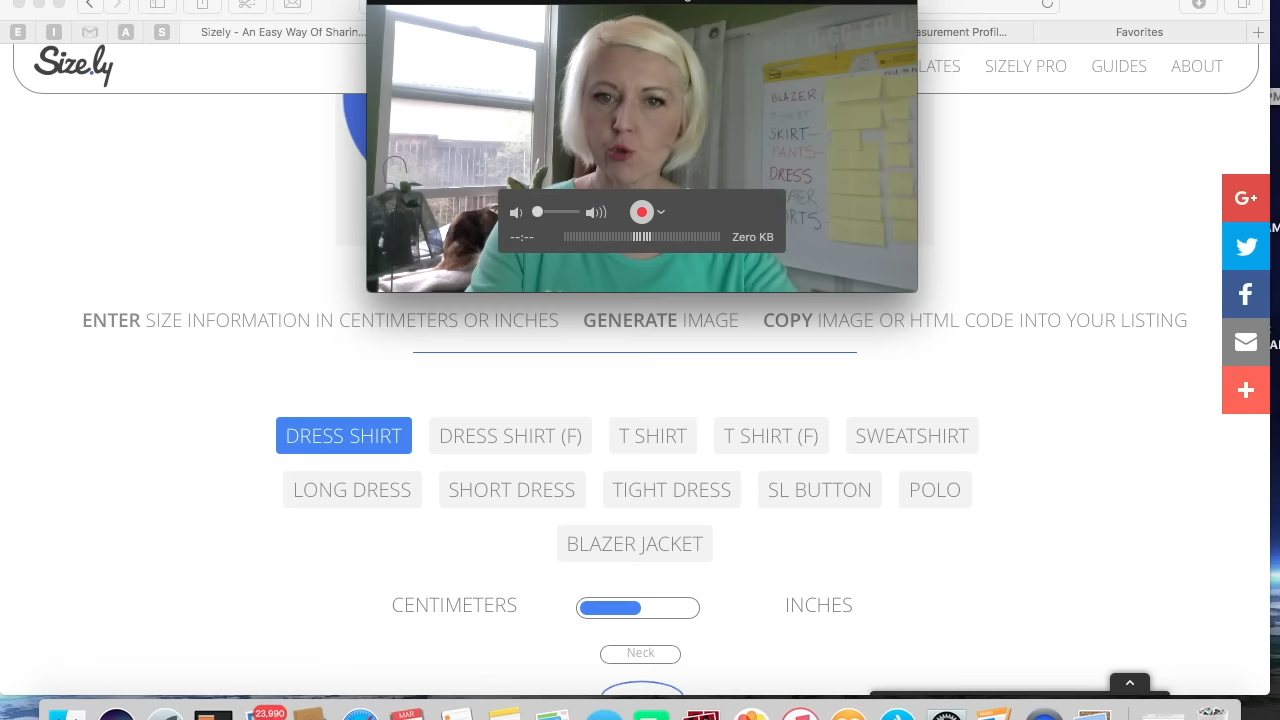 E I A S Sizely - An Easy Way Of Sharin... asurement Profil... Favorites
Size.ly
LATES SIZELY PRO GUIDES ABOUT
BLAZER
T-SHIRT
SKIRT
PANTS
DRESS
--:-- Zero KB
ENTER SIZE INFORMATION IN CENTIMETERS OR INCHES GENERATE IMAGE COPY IMAGE OR HTML CODE INTO YOUR LISTING
DRESS SHIRT DRESS SHIRT (F) T SHIRT T SHIRT (F) SWEATSHIRT
LONG DRESS SHORT DRESS TIGHT DRESS SL BUTTON POLO
BLAZER JACKET
CENTIMETERS INCHES
Neck
23,990
MAR